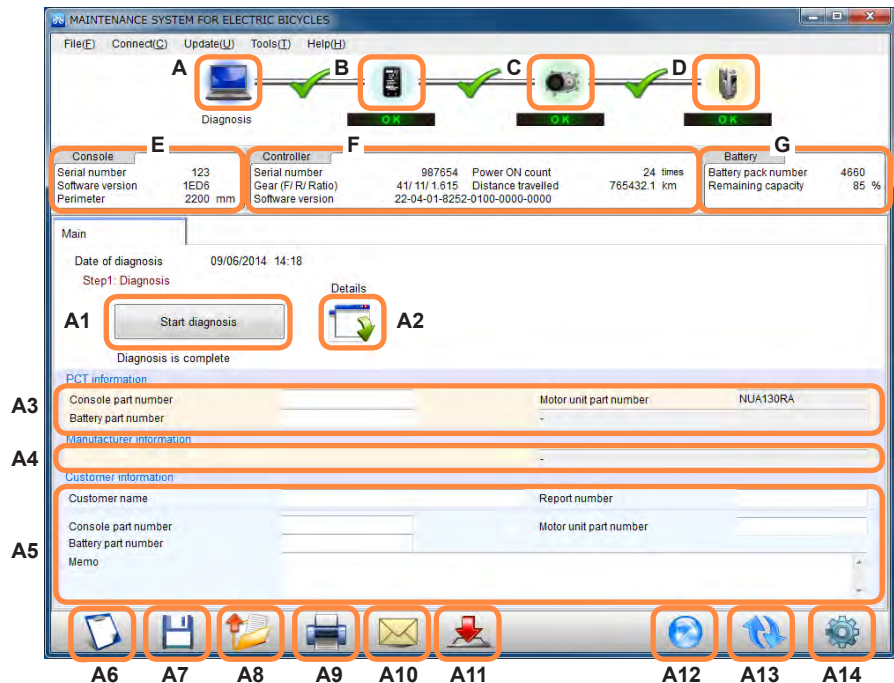 MAINTENANCE SYSTEM FOR ELECTRIC BICYCLES
File(F) Connect(C) Update(U) Tools(T) Help(H)
A B C D
Diagnosis OK OK OK
E F G
Console Controller Battery
Serial number 123 Serial number 987654 Power ON count 24 times Battery pack number 4660
Software version 1ED6 Gear (F/ R/ Ratio) 41/ 11/ 1.615 Distance travelled 765432.1 km Remaining capacity 85 %
Perimeter 2200 mm Software version 22-04-01-8252-0100-0000-0000
Main
Date of diagnosis 09/06/2014 14:18
Step1: Diagnosis
Details
A1 Start diagnosis A2
Diagnosis is complete
PCT information
A3 Console part number Motor unit part number NUA130RA
Battery part number -
Manufacturer information
A4 -
Customer information
Customer name Report number
Console part number Motor unit part number
A5 Battery part number
Memo
A6 A7 A8 A9 A10 A11 A12 A13 A14